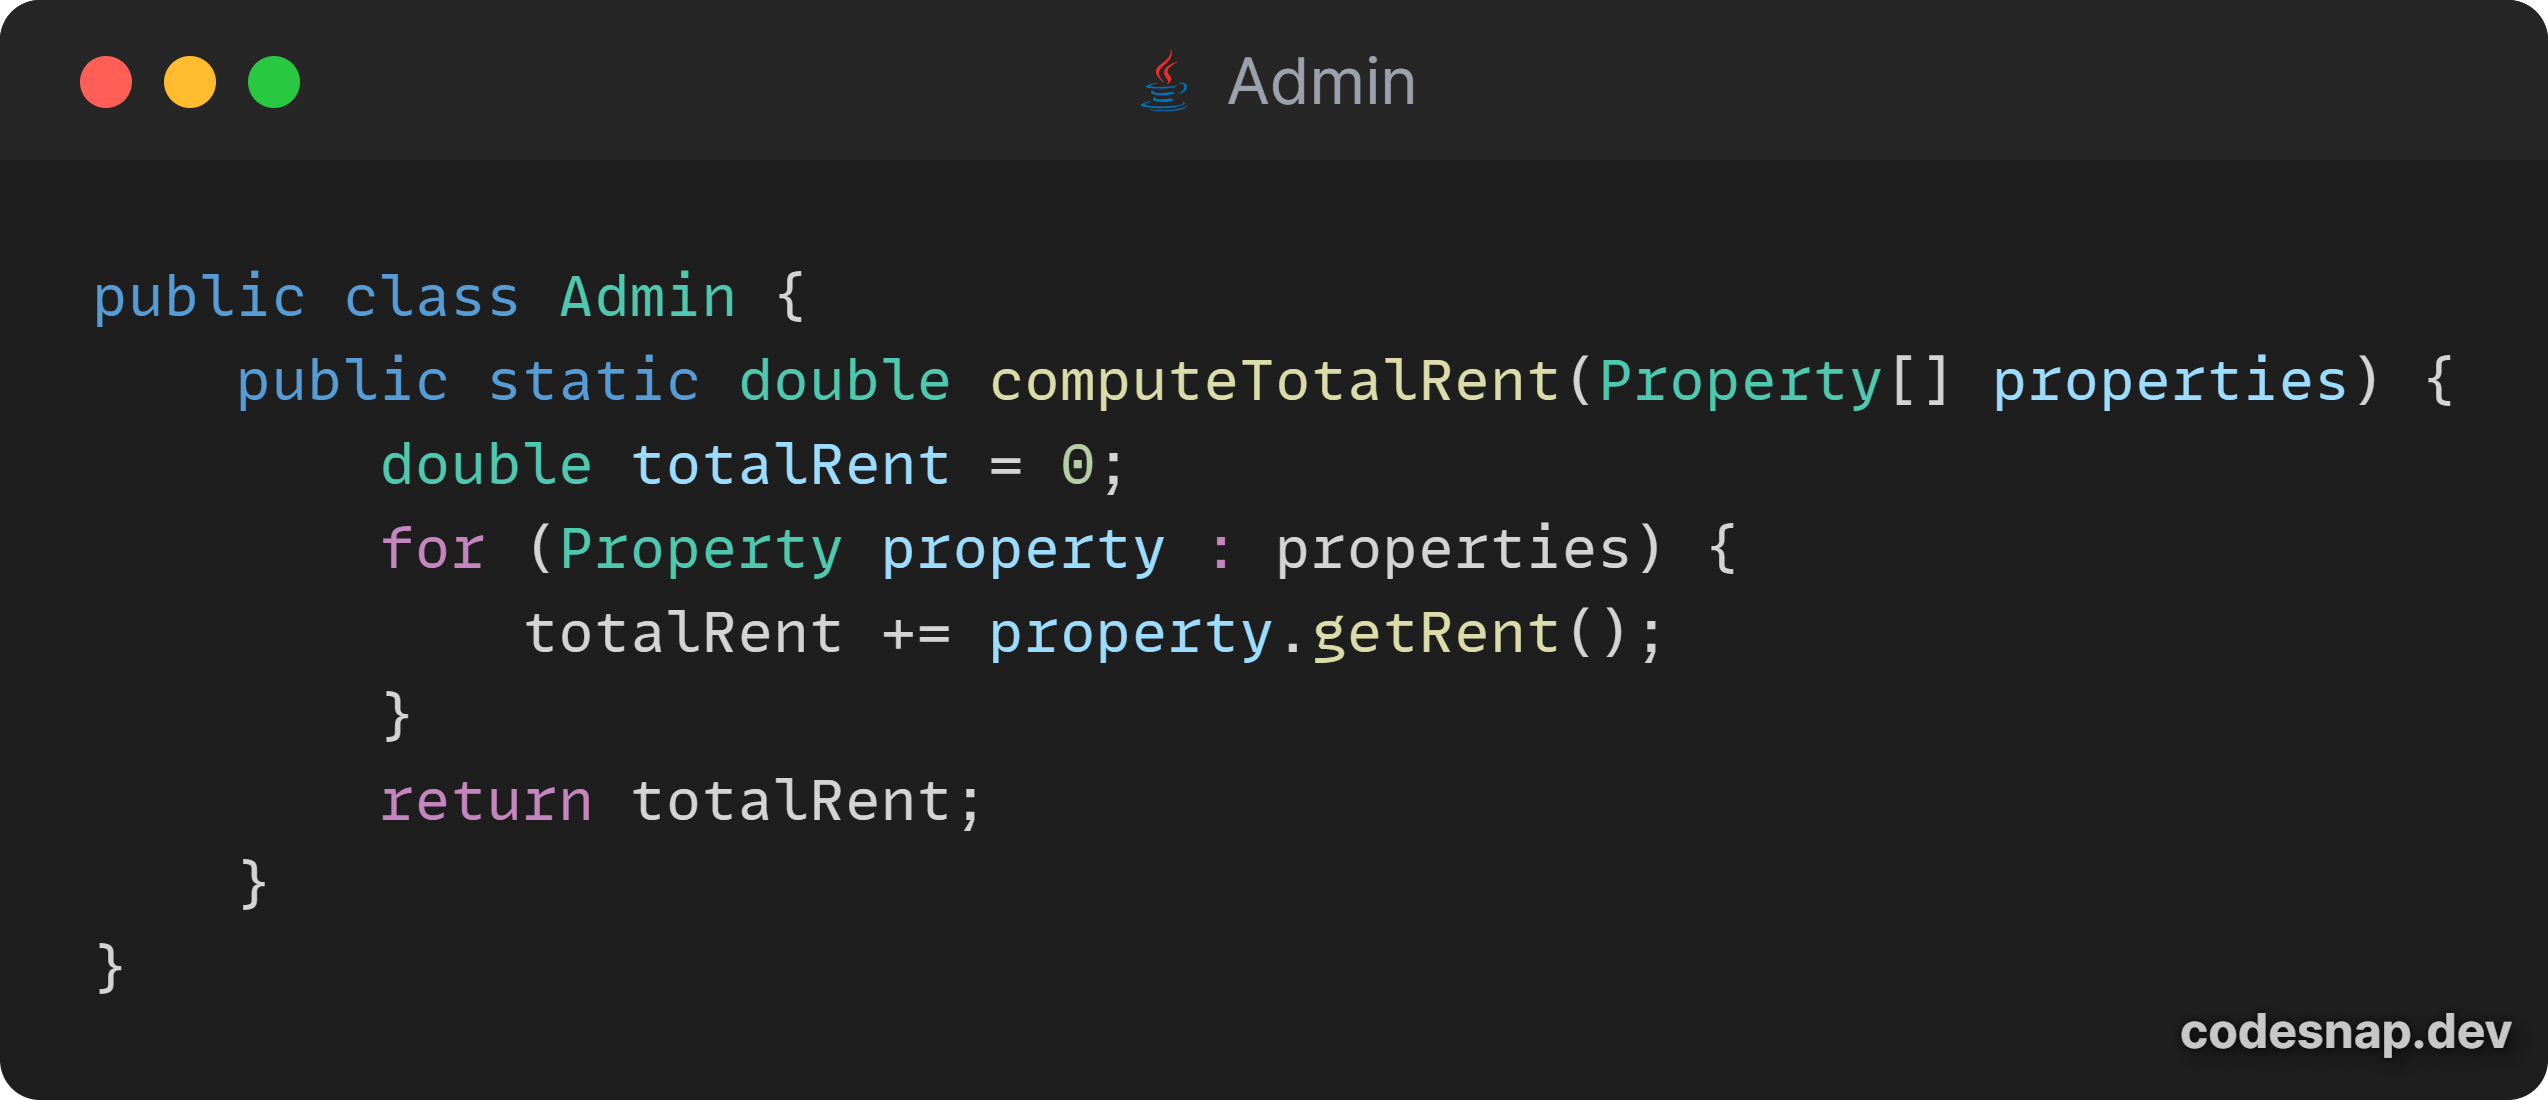 Admin
public class Admin {
    public static double computeTotalRent(Property[] properties) {
        double totalRent = 0;
        for (Property property : properties) {
            totalRent += property.getRent();
        }
        return totalRent;
    }
}
codesnap.dev